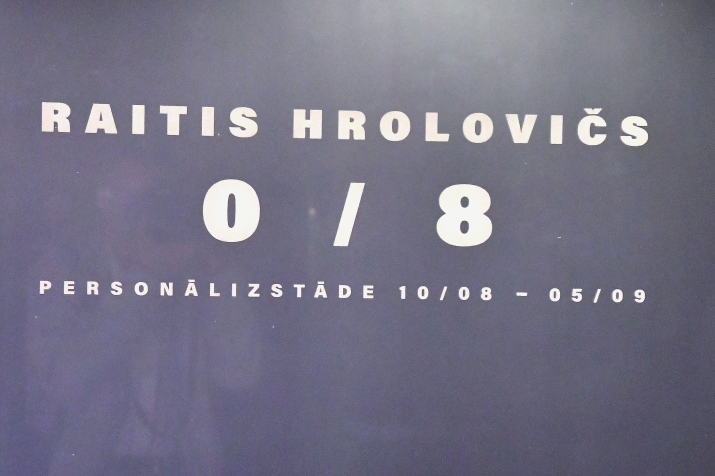 RAITIS HROLOVIČS
0 / 8
PERSONĀLIZSTĀDE 10/08 – 05/09